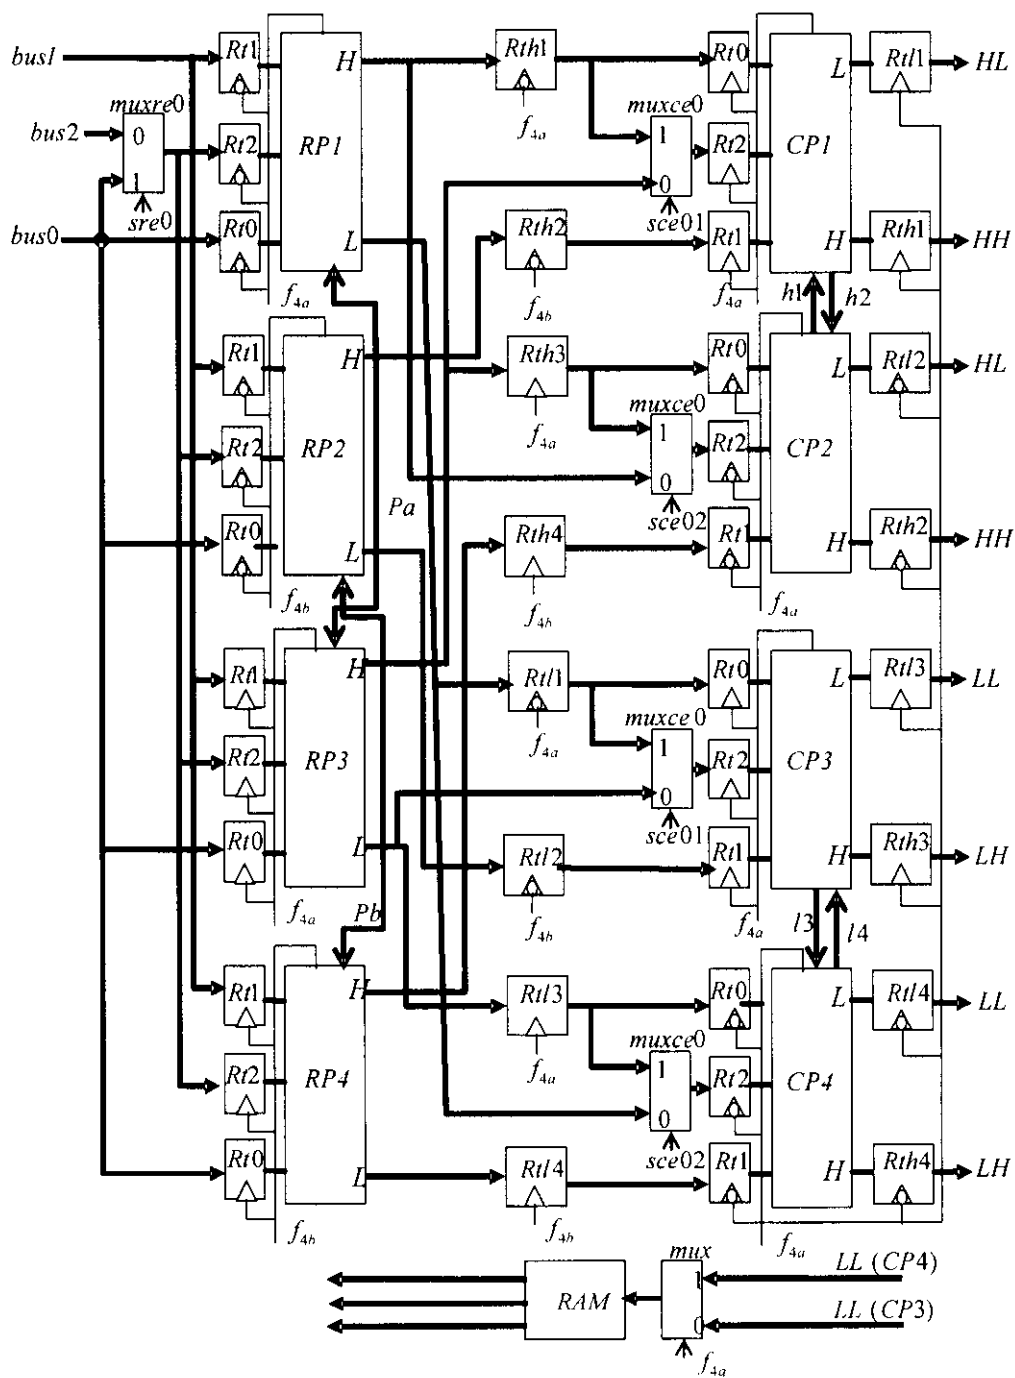 bus1
bus2
bus0
muxre0
0
1
sre0
Rt1
Rt2
Rt0
H
RP1
L
f4a
Rt1
Rt2
Rt0
H
RP2
L
f4b
Rt1
Rt2
Rt0
H
RP3
L
f4a
Rt1
Rt2
Rt0
H
RP4
L
f4b
Pa
Pb
Rth1
f4a
Rth2
f4b
Rth3
f4a
Rth4
f4b
Rtl1
f4a
Rtl2
f4b
Rtl3
f4a
Rtl4
f4b
muxce0
1
0
sce01
muxce0
1
0
sce02
muxce 0
1
0
sce01
muxce0
1
0
sce02
Rt0
Rt2
Rt1
L
CP1
H
f4a
Rtl1
HL
Rth1
HH
h1
h2
Rt0
Rt2
Rt1
L
CP2
H
f4a
Rtl2
HL
Rth2
HH
Rt0
Rt2
Rt1
L
CP3
H
f4a
Rtl3
LL
Rth3
LH
l3
l4
Rt0
Rt2
Rt1
L
CP4
H
f4a
Rtl4
LL
Rth4
LH
RAM
mux
1
0
f4a
LL (CP4)
LL (CP3)